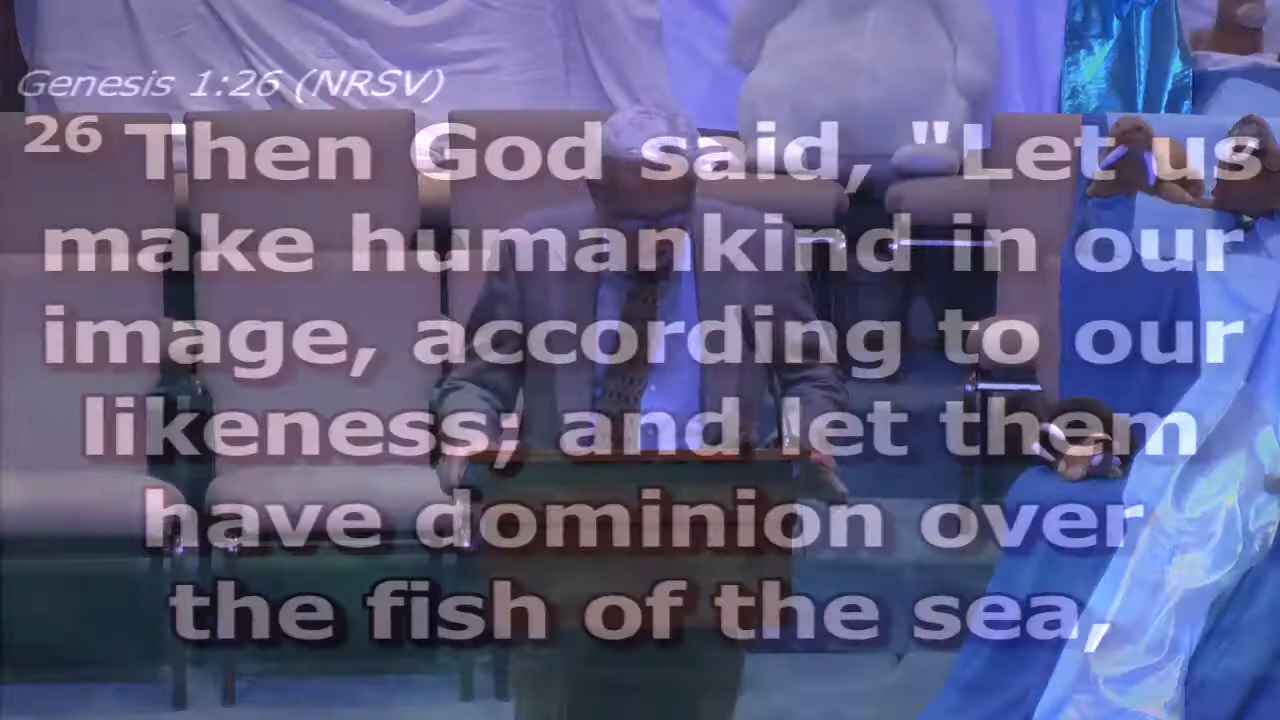 Genesis 1:26 (NRSV)
26 Then God said, "Let us
make humankind in our
image, according to our
likeness; and let them
have dominion over
the fish of the sea,